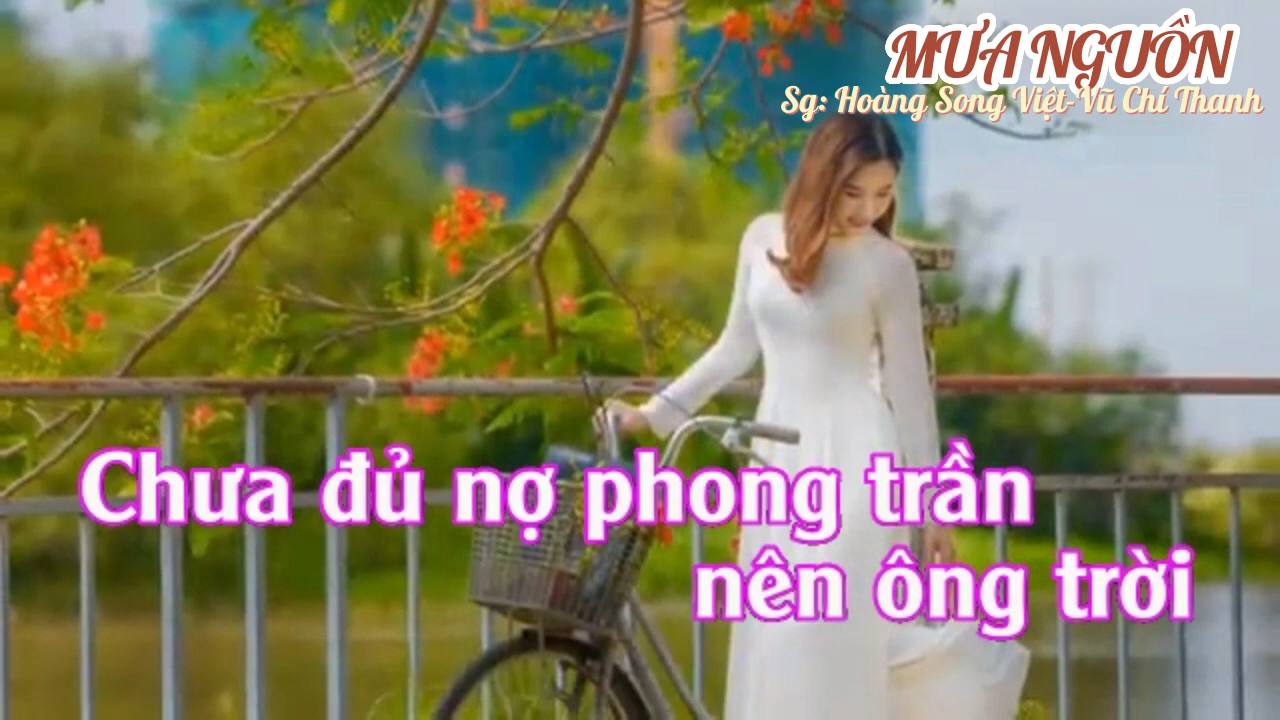 MƯA NGUỒN
Sg: Hoàng Song Việt-Vũ Chí Thanh
Chưa đủ nợ phong trần
nên ông trời